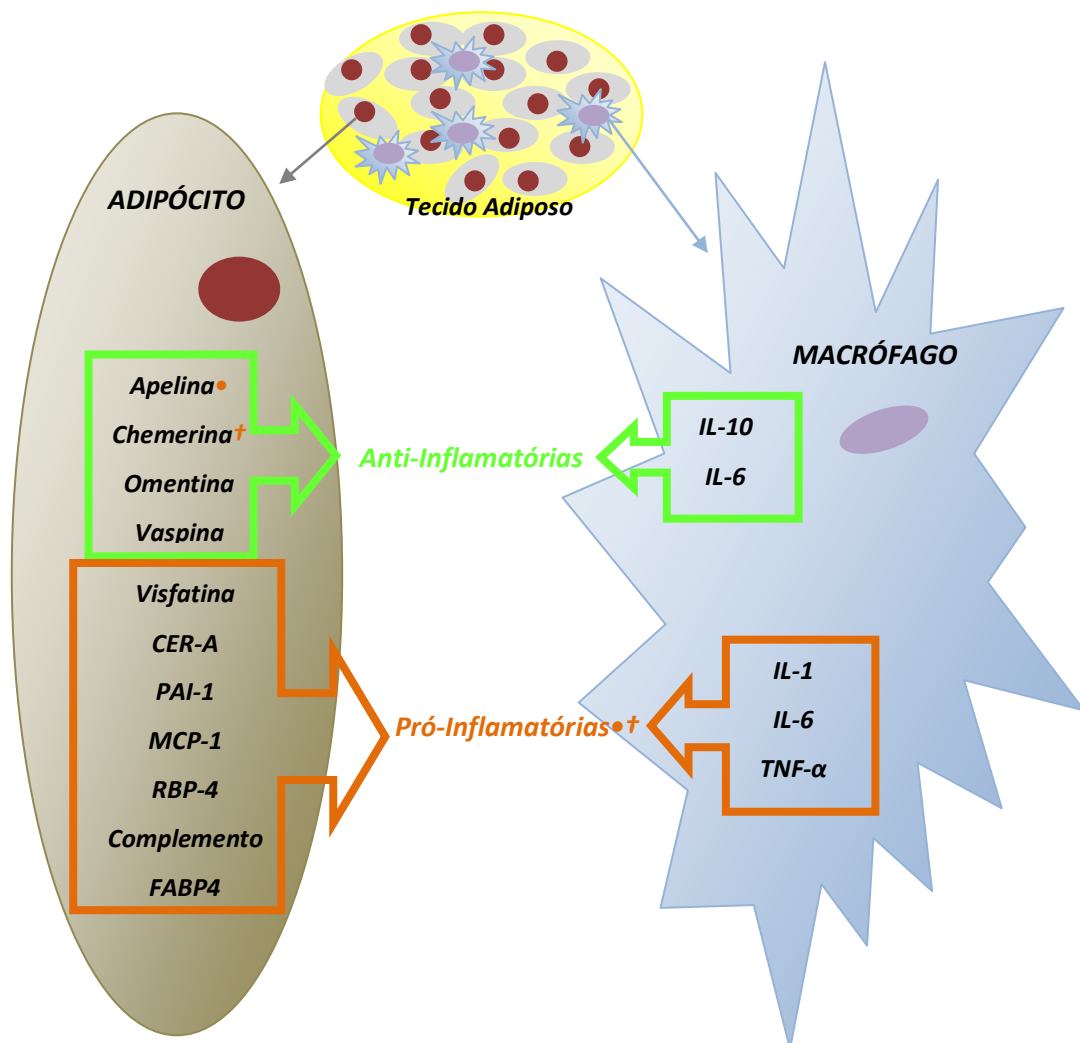 Tecido Adiposo
ADIPÓCITO
Apelina•
Chemerina†
Omentina
Vaspina
Anti-Inflamatórias
Visfatina
CER-A
PAI-1
MCP-1
RBP-4
Complemento
FABP4
Pró-Inflamatórias•†
MACRÓFAGO
IL-10
IL-6
IL-1
IL-6
TNF-α